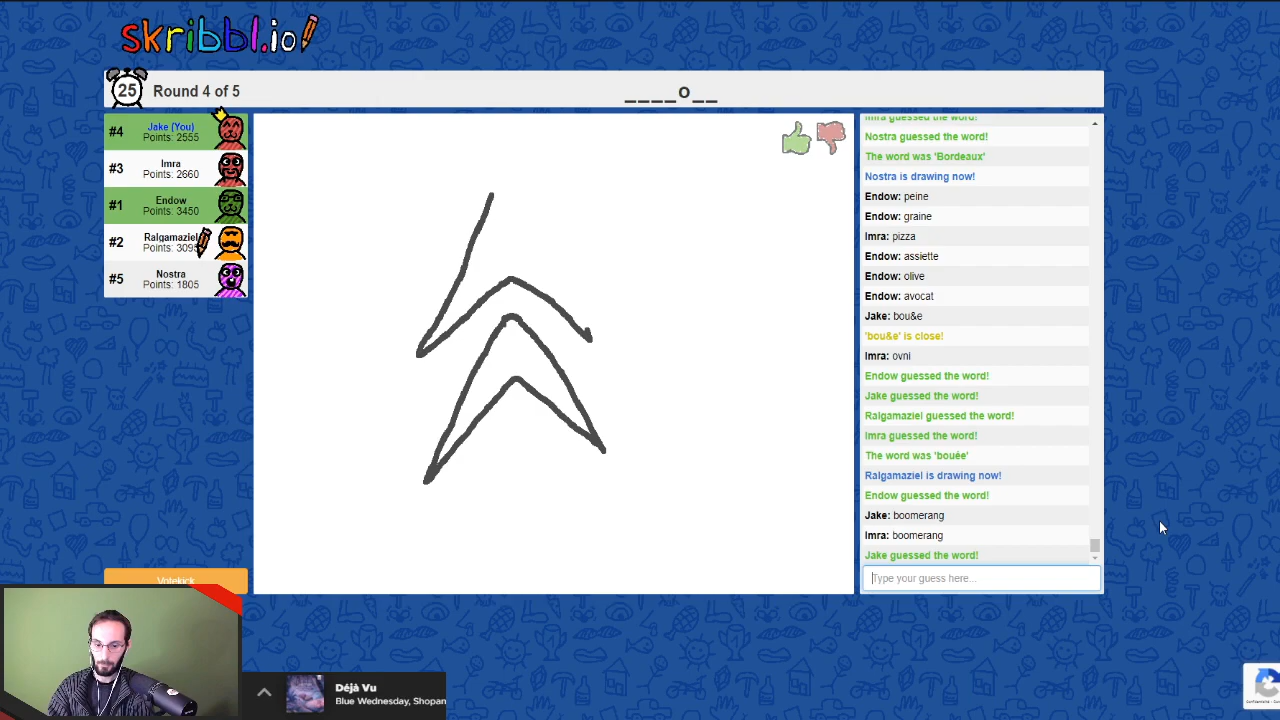 skribbl.io
25
Round 4 of 5
____o__
#4
Jake (You)
Points: 2555
#3
Imra
Points: 2660
#1
Endow
Points: 3450
#2
Ralgamaziel
#5
Nostra
Points: 1805
Votekick
Imra guessed the word!
Nostra guessed the word!
The word was 'Bordeaux'
Nostra is drawing now!
Endow: peine
Endow: graine
Imra: pizza
Endow: assiette
Endow: olive
Endow: avocat
Jake: bou&e
'bou&e' is close!
Imra: ovni
Endow guessed the word!
Jake guessed the word!
Ralgamaziel guessed the word!
Imra guessed the word!
The word was 'bouée'
Ralgamaziel is drawing now!
Endow guessed the word!
Jake: boomerang
Imra: boomerang
Jake guessed the word!
Type your guess here...
Déjà Vu
Blue Wednesday, Shopan